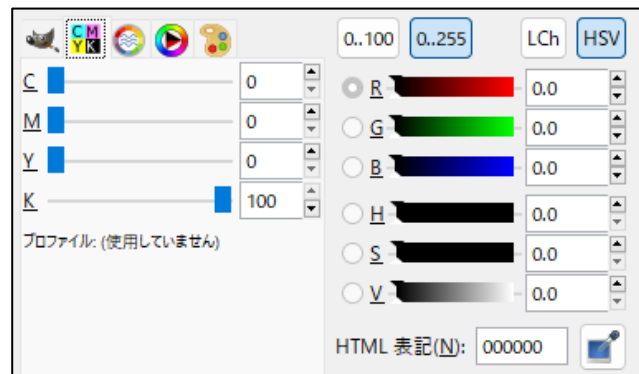 C M Y K
C 0
M 0
Y 0
K 100
プロファイル: (使用していません)
0..100 0..255 LCh HSV
R 0.0
G 0.0
B 0.0
H 0.0
S 0.0
V 0.0
HTML 表記(N): 000000